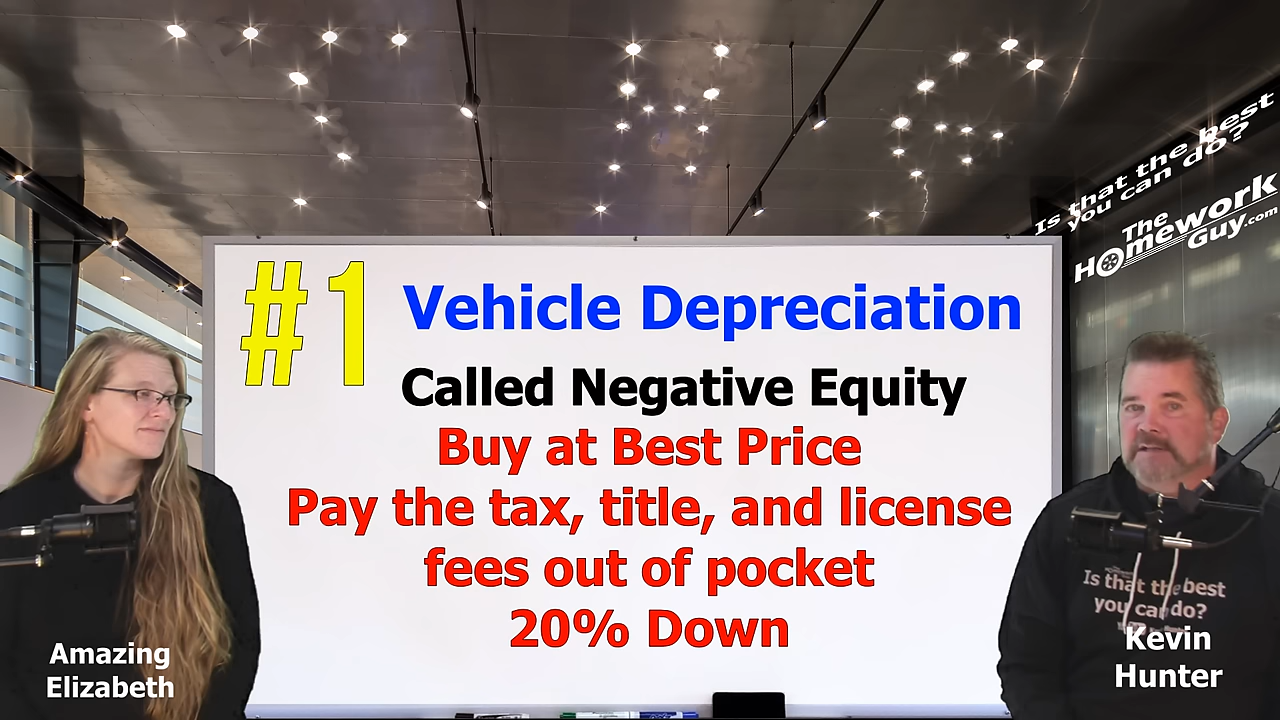 Is that the best
you can do?
The
Homework
Guy.com
#1
Vehicle Depreciation
Called Negative Equity
Buy at Best Price
Pay the tax, title, and license
fees out of pocket
20% Down
Is that the best
you can do?
Amazing
Elizabeth
Kevin
Hunter